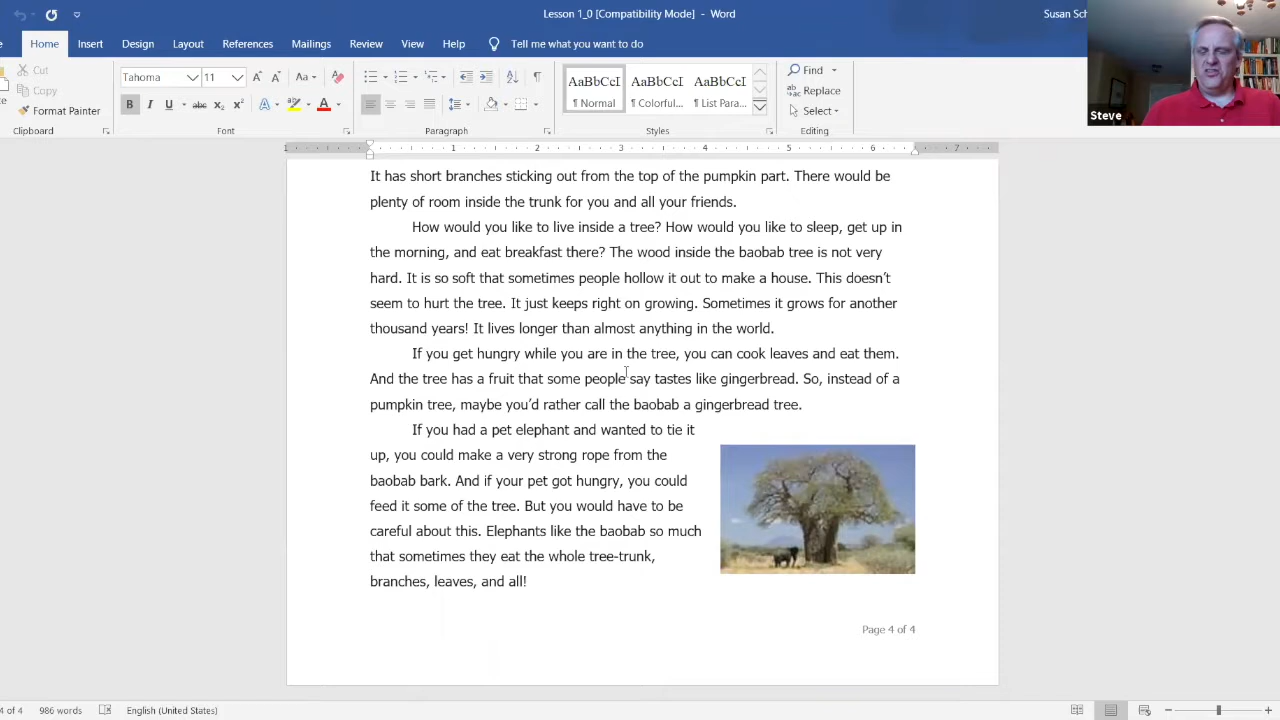 Lesson 1_0 [Compatibility Mode] - Word
Susan Sch
Home Insert Design Layout References Mailings Review View Help Tell me what you want to do
Cut
Copy
Format Painter
Clipboard
Tahoma 11
Font
Paragraph
AaBbCcI AaBbCcI AaBbCcI
¶ Normal ¶ Colorful... ¶ List Para...
Styles
Find
Replace
Select
Editing
Steve
1 1 2 3 4 5 6 7
It has short branches sticking out from the top of the pumpkin part. There would be
plenty of room inside the trunk for you and all your friends.
How would you like to live inside a tree? How would you like to sleep, get up in
the morning, and eat breakfast there? The wood inside the baobab tree is not very
hard. It is so soft that sometimes people hollow it out to make a house. This doesn’t
seem to hurt the tree. It just keeps right on growing. Sometimes it grows for another
thousand years! It lives longer than almost anything in the world.
If you get hungry while you are in the tree, you can cook leaves and eat them.
And the tree has a fruit that some people say tastes like gingerbread. So, instead of a
pumpkin tree, maybe you’d rather call the baobab a gingerbread tree.
If you had a pet elephant and wanted to tie it
up, you could make a very strong rope from the
baobab bark. And if your pet got hungry, you could
feed it some of the tree. But you would have to be
careful about this. Elephants like the baobab so much
that sometimes they eat the whole tree-trunk,
branches, leaves, and all!
Page 4 of 4
4 of 4 986 words English (United States)